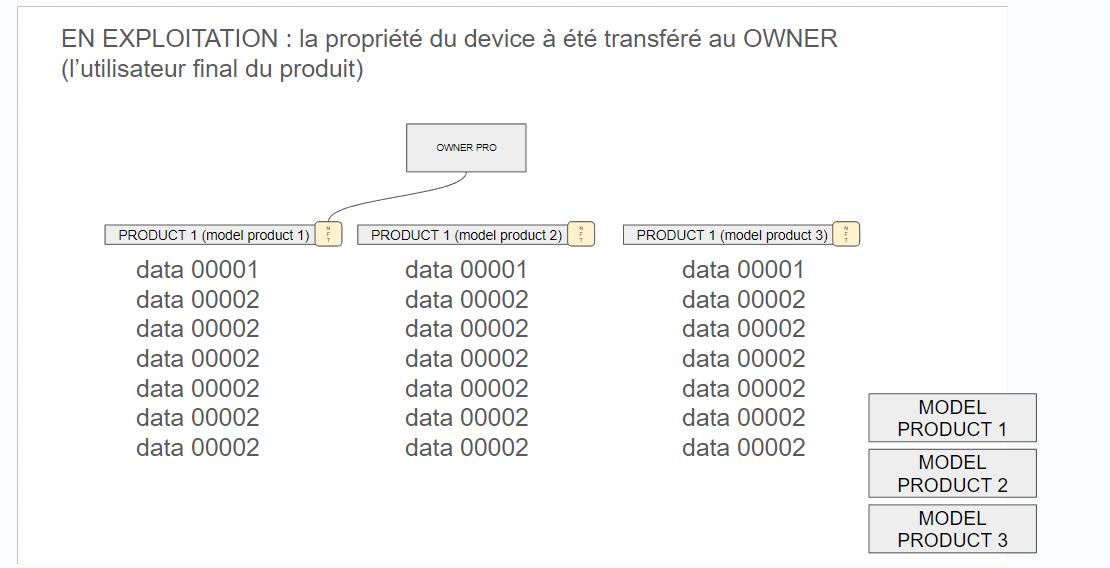 EN EXPLOITATION : la propriété du device à été transféré au OWNER
(l'utilisateur final du produit)
OWNER PRO
PRODUCT 1 (model product 1) NFT PRODUCT 1 (model product 2) NFT PRODUCT 1 (model product 3) NFT
data 00001 data 00001 data 00001
data 00002 data 00002 data 00002
data 00002 data 00002 data 00002
data 00002 data 00002 data 00002
data 00002 data 00002 data 00002
data 00002 data 00002 data 00002
data 00002 data 00002 data 00002
MODEL
PRODUCT 1
MODEL
PRODUCT 2
MODEL
PRODUCT 3